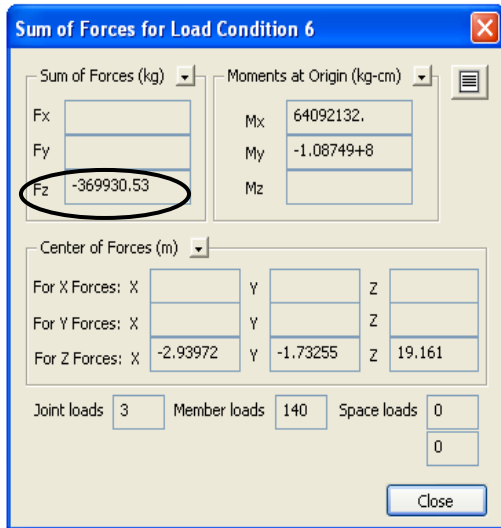 Sum of Forces for Load Condition 6
Sum of Forces (kg) Moments at Origin (kg-cm)
Fx Mx 64092132.
Fy My -1.08749+8
Fz -369930.53 Mz
Center of Forces (m)
For X Forces: X Y Z
For Y Forces: X Y Z
For Z Forces: X -2.93972 Y -1.73255 Z 19.161
Joint loads 3 Member loads 140 Space loads 0
0
Close